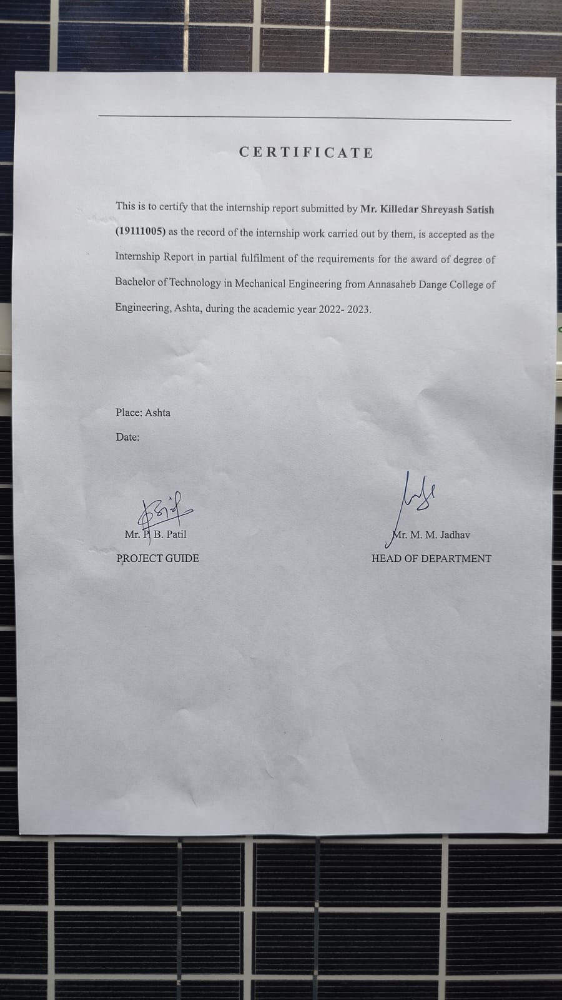 CERTIFICATE
This is to certify that the internship report submitted by Mr. Killedar Shreyash Satish
(19111005) as the record of the internship work carried out by them, is accepted as the
Internship Report in partial fulfilment of the requirements for the award of degree of
Bachelor of Technology in Mechanical Engineering from Annasaheb Dange College of
Engineering, Ashta, during the academic year 2022- 2023.
Place: Ashta
Date:
Mr. P. B. Patil
Mr. M. M. Jadhav
PROJECT GUIDE
HEAD OF DEPARTMENT